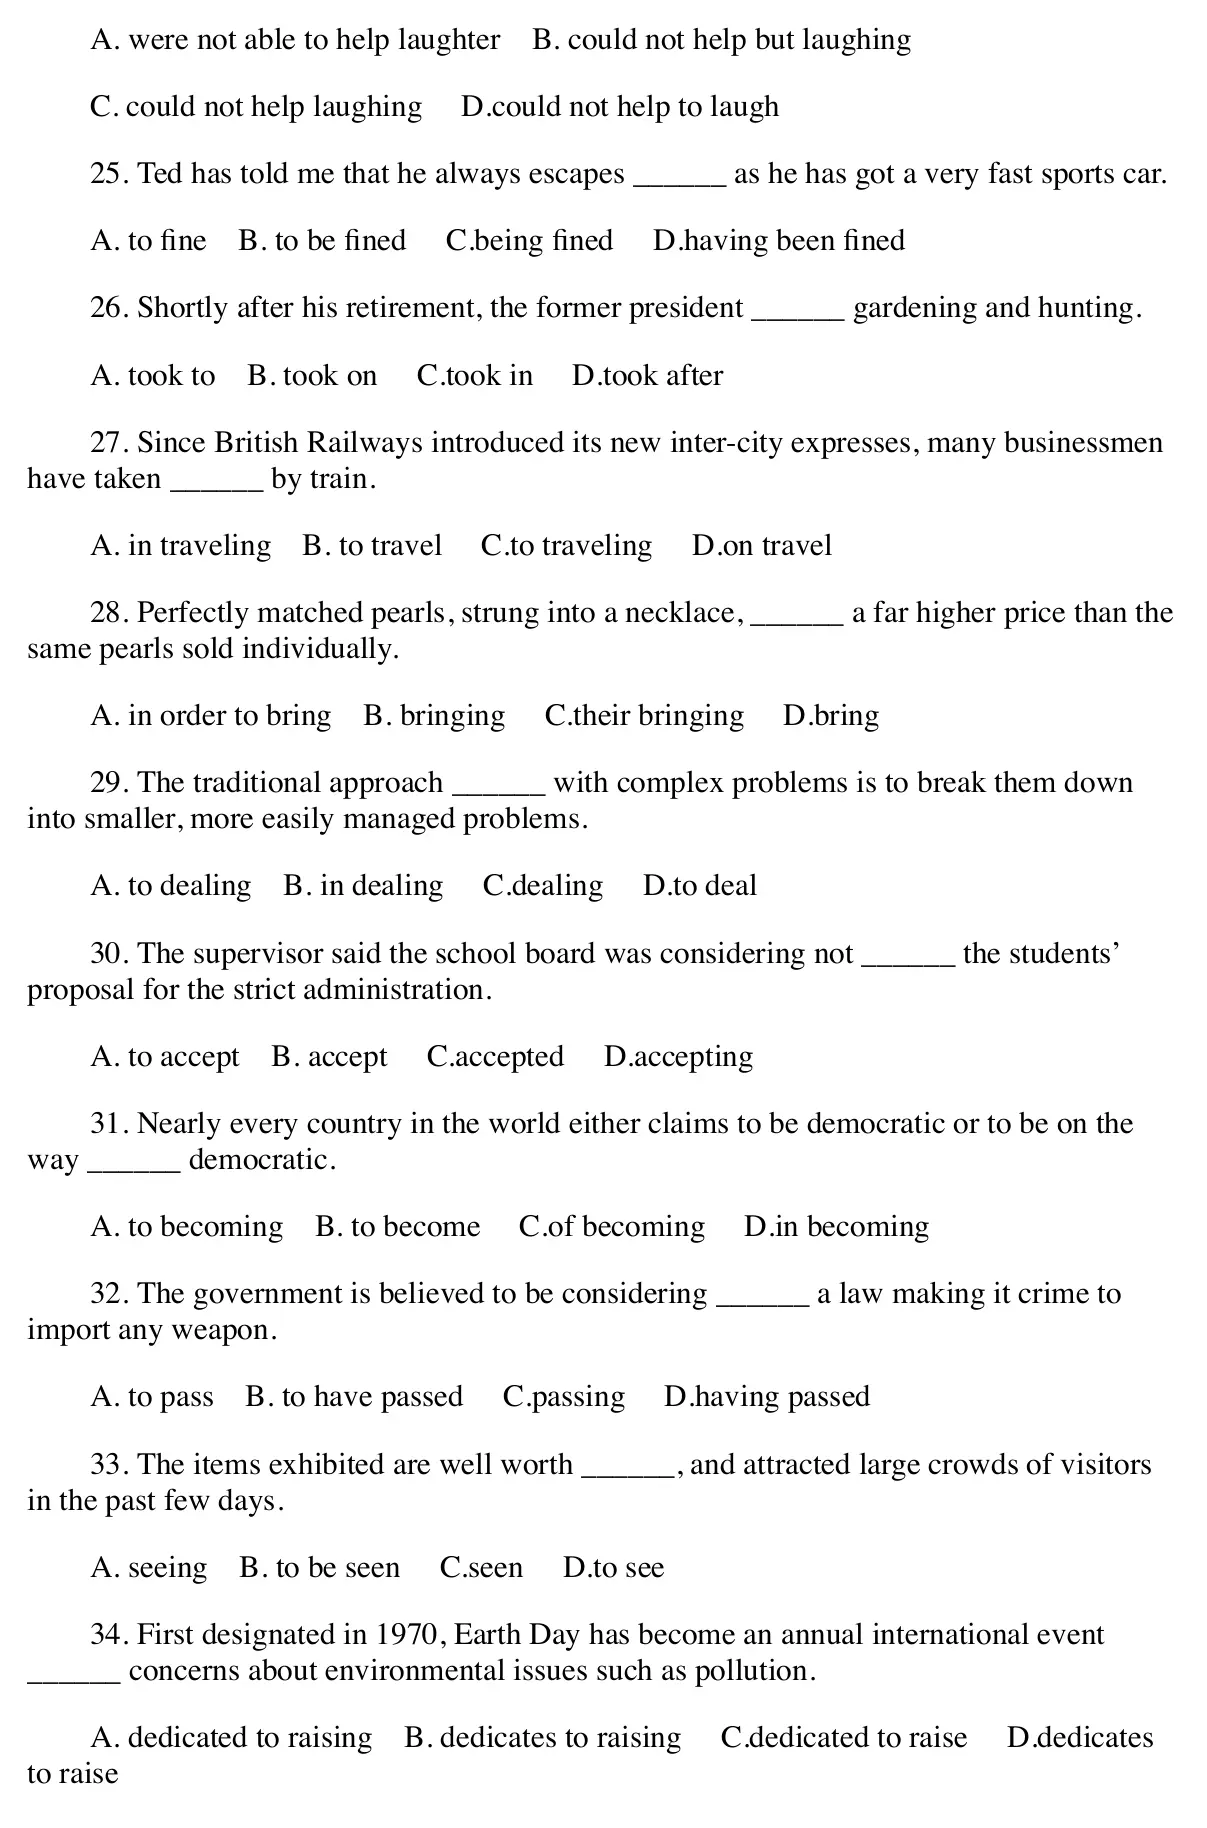 A. were not able to help laughter B. could not help but laughing
C. could not help laughing D.could not help to laugh
25. Ted has told me that he always escapes ______ as he has got a very fast sports car.
A. to fine B. to be fined C.being fined D.having been fined
26. Shortly after his retirement, the former president ______ gardening and hunting.
A. took to B. took on C.took in D.took after
27. Since British Railways introduced its new inter-city expresses, many businessmen
have taken ______ by train.
A. in traveling B. to travel C.to traveling D.on travel
28. Perfectly matched pearls, strung into a necklace, ______ a far higher price than the
same pearls sold individually.
A. in order to bring B. bringing C.their bringing D.bring
29. The traditional approach ______ with complex problems is to break them down
into smaller, more easily managed problems.
A. to dealing B. in dealing C.dealing D.to deal
30. The supervisor said the school board was considering not ______ the students’
proposal for the strict administration.
A. to accept B. accept C.accepted D.accepting
31. Nearly every country in the world either claims to be democratic or to be on the
way ______ democratic.
A. to becoming B. to become C.of becoming D.in becoming
32. The government is believed to be considering ______ a law making it crime to
import any weapon.
A. to pass B. to have passed C.passing D.having passed
33. The items exhibited are well worth ______, and attracted large crowds of visitors
in the past few days.
A. seeing B. to be seen C.seen D.to see
34. First designated in 1970, Earth Day has become an annual international event
______ concerns about environmental issues such as pollution.
A. dedicated to raising B. dedicates to raising C.dedicated to raise D.dedicates
to raise